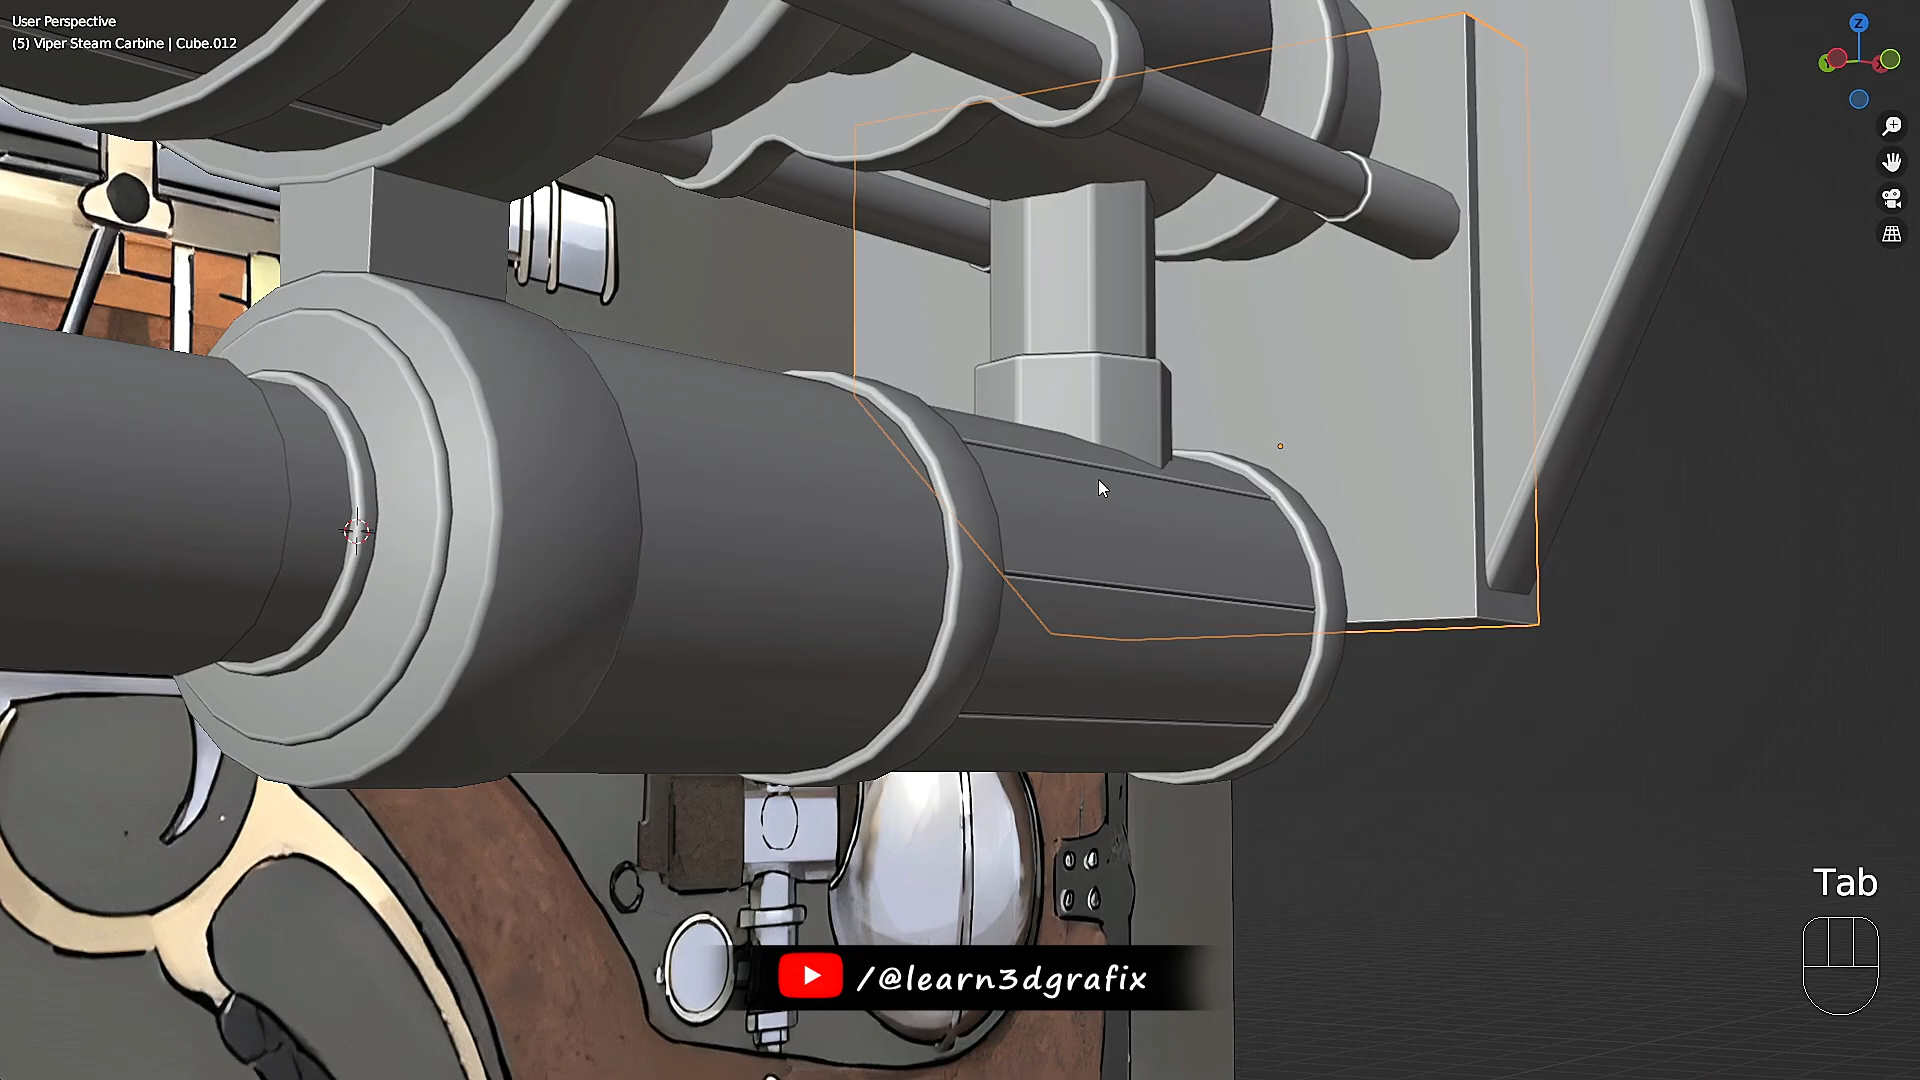 User Perspective
(5) Viper Steam Carbine | Cube.012
Z
Tab
/@learn3dgrafix